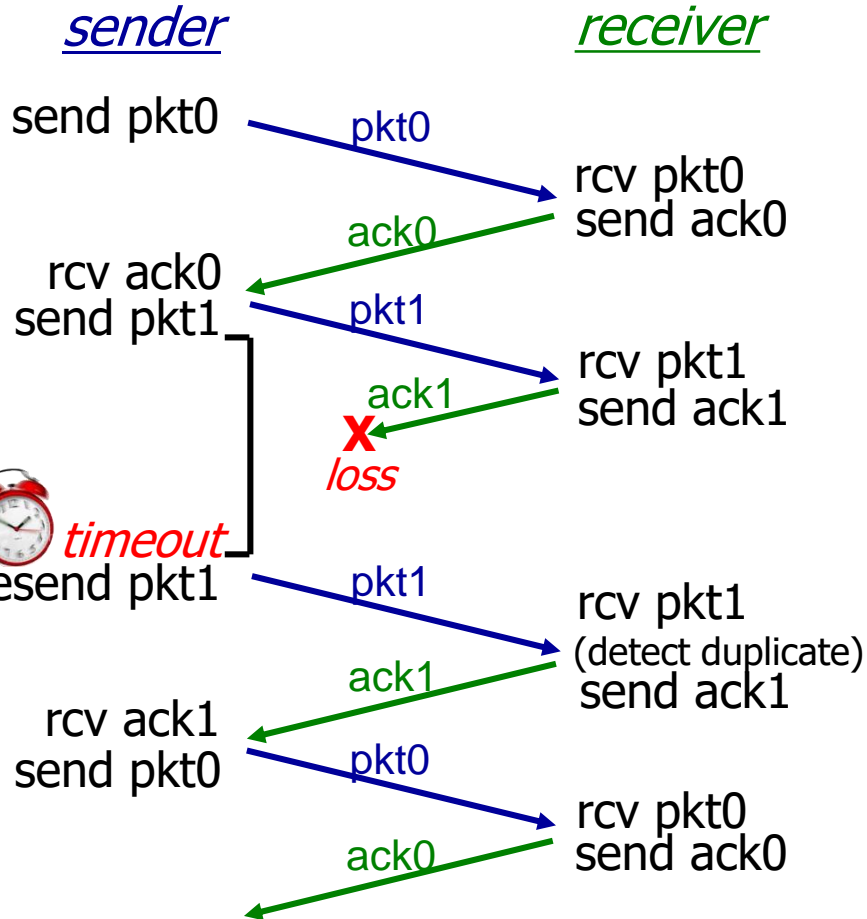 sender
receiver
send pkt0
pkt0
rcv pkt0
send ack0
ack0
rcv ack0
send pkt1
pkt1
rcv pkt1
send ack1
ack1
X
loss
timeout
esend pkt1
pkt1
rcv pkt1
(detect duplicate)
send ack1
ack1
rcv ack1
send pkt0
pkt0
rcv pkt0
send ack0
ack0